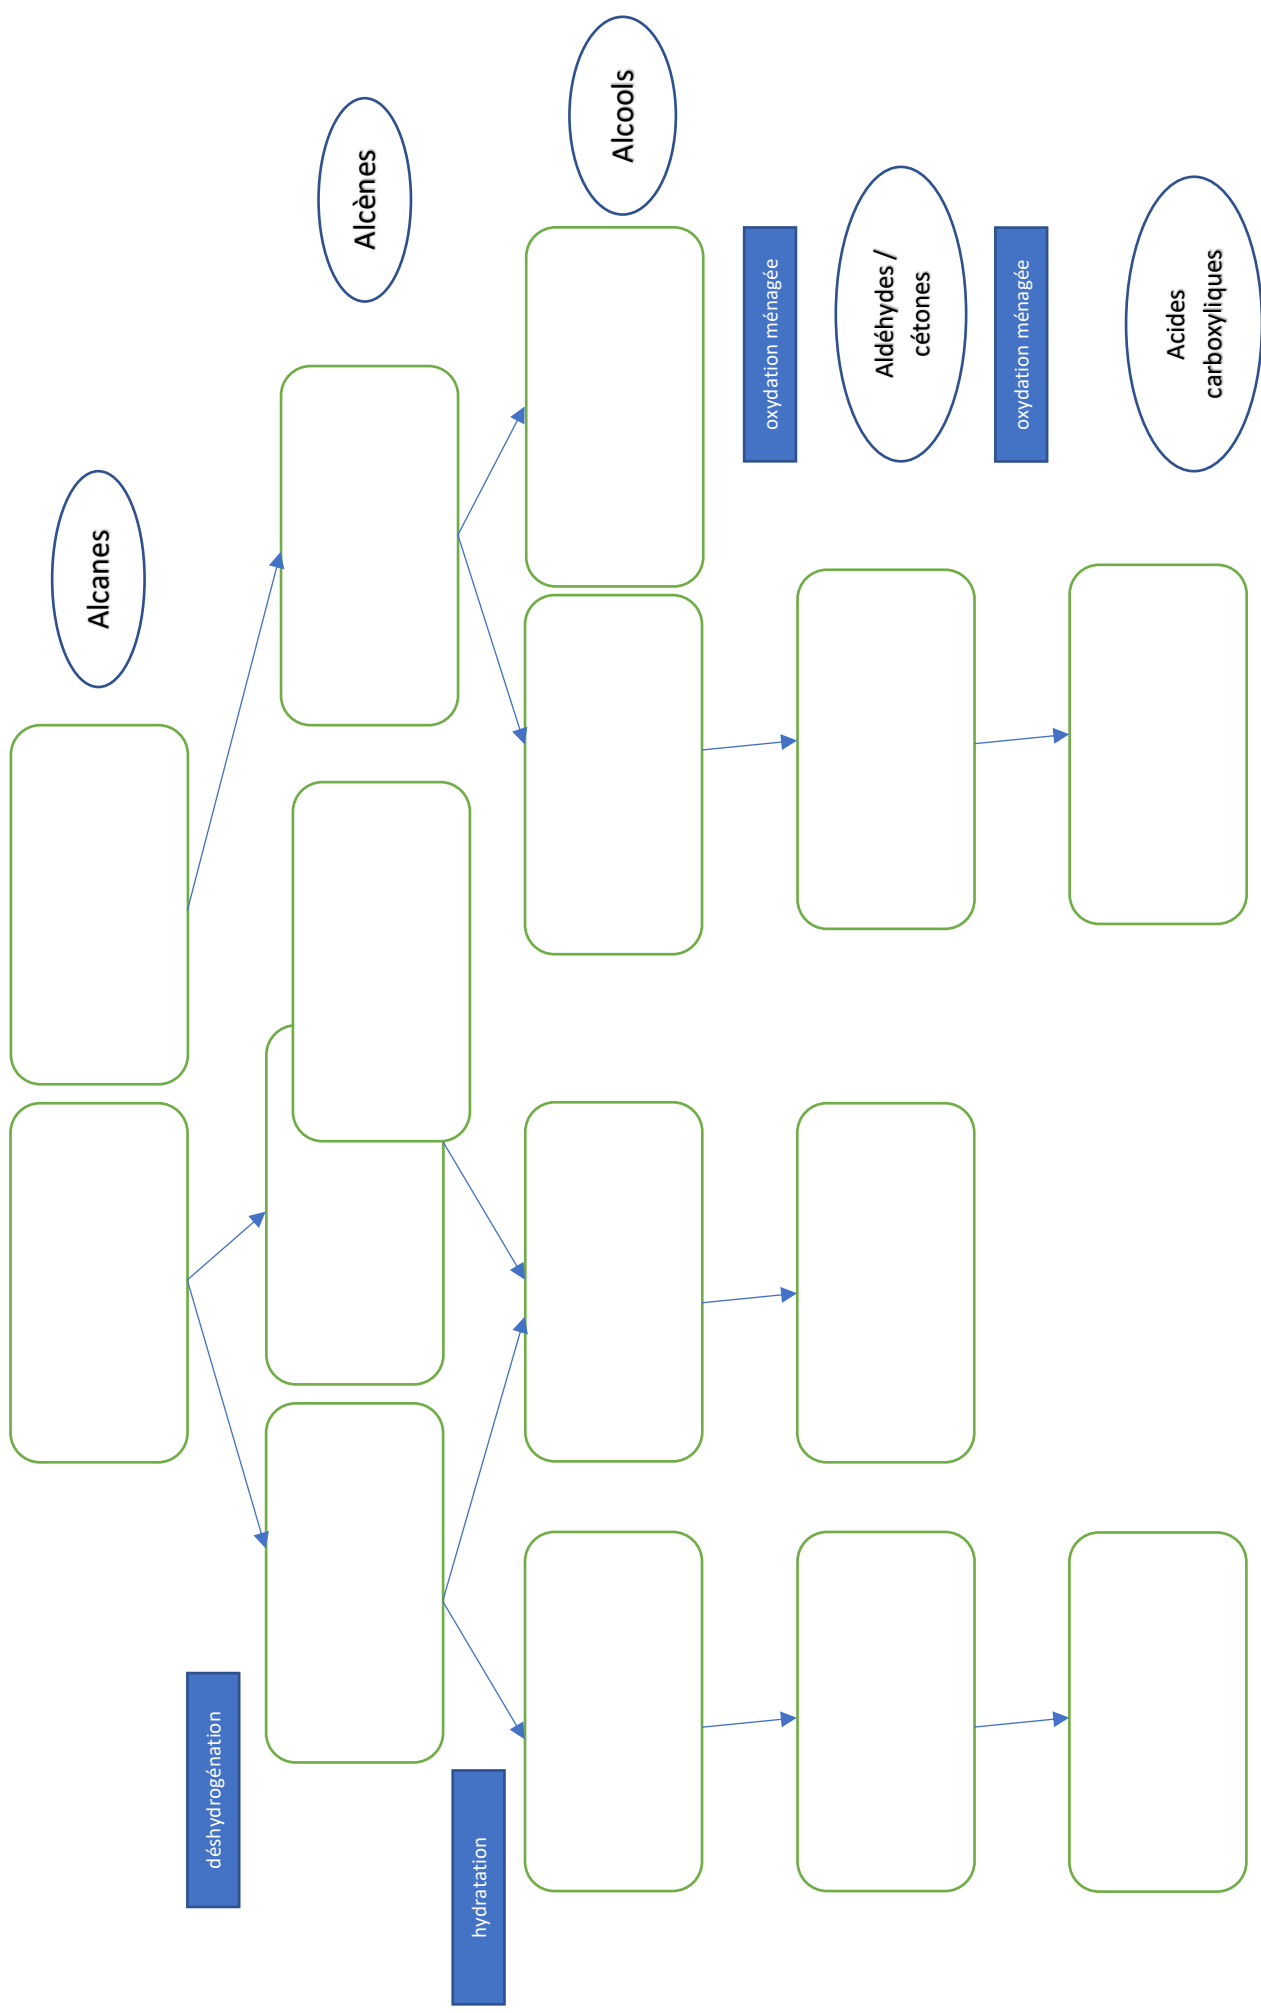 Alcanes
déshydrogénation
Alcènes
hydratation
Alcools
oxydation ménagée
Aldéhydes /
cétones
oxydation ménagée
Acides
carboxyliques